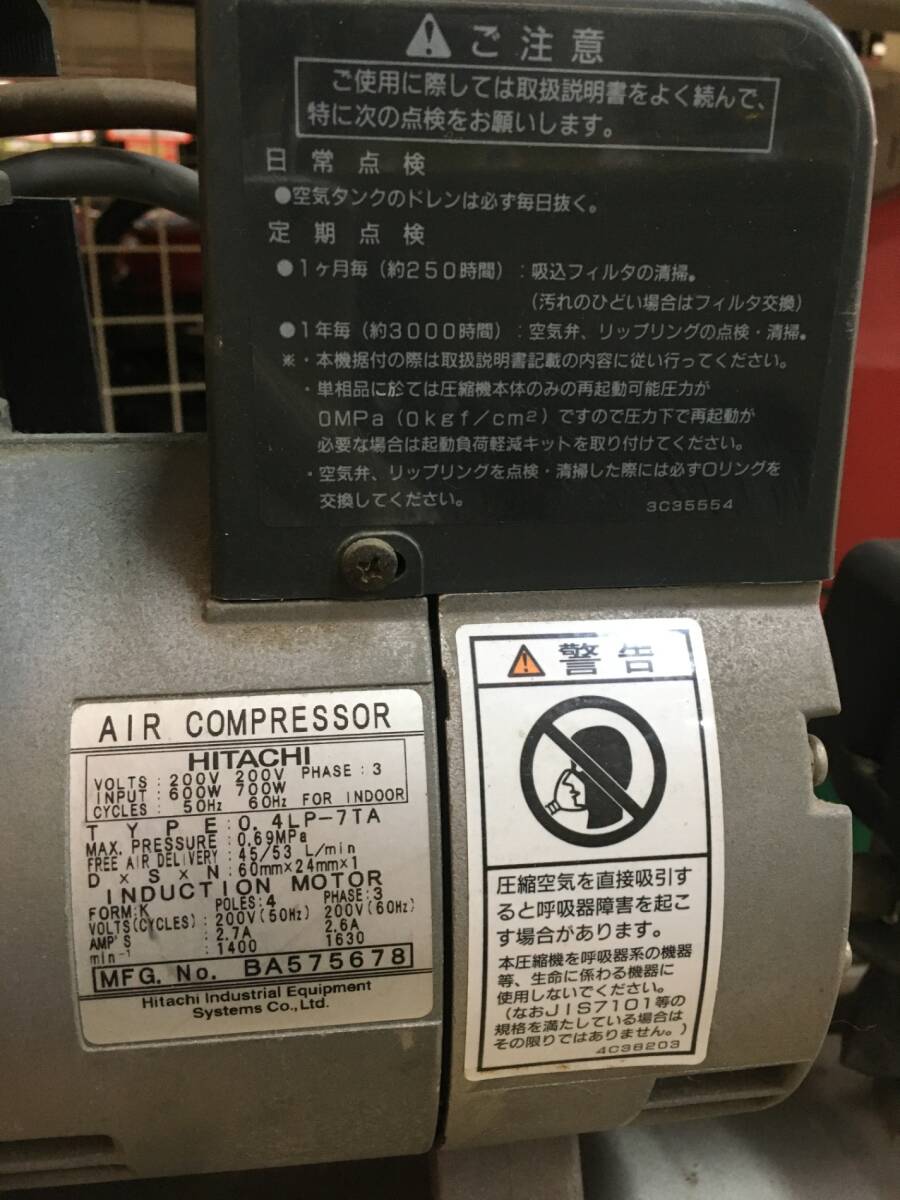 ご注意
ご使用に際しては取扱説明書をよく続んで、
特に次の点検をお願いします。
日常点検
●空気タンクのドレンは必ず毎日抜く。
定期点検
●1ヶ月毎（約250時間）：吸込フィルタの清掃。
（汚れのひどい場合はフィルタ交換）
●1年毎（約3000時間）：空気弁、リップリングの点検・清掃。
※・本機据付の際は取扱説明書記載の内容に従い行ってください。
・単相品に於ては圧縮機本体のみの再起動可能圧力が
0MPa（0kgf/cm2）ですので圧力下で再起動が
必要な場合は起動負荷軽減キットを取り付けてください。
・空気弁、リップリングを点検・清掃した際には必ずOリングを
交換してください。
3C35554
AIR COMPRESSOR
HITACHI
VOLTS : 200V 200V PHASE : 3
INPUT : 600W 700W
CYCLES : 50Hz 60Hz FOR INDOOR
TYPE : 0.4LP-7TA
MAX. PRESSURE : 0.69MPa
FREE AIR DELIVERY : 45/53 L/min
D×S×N : 60mm×24mm×1
INDUCTION MOTOR
FORM:K POLES:4 PHASE:3
VOLTS(CYCLES) : 200V(50Hz) 200V(60Hz)
AMP'S : 2.7A 2.6A
min-1 : 1400 1630
MFG. No. BA575678
Hitachi Industrial Equipment
Systems Co., Ltd.
警告
圧縮空気を直接吸引す
ると呼吸器障害を起こ
す場合があります。
本圧縮機を呼吸器系の機器
等、生命に係わる機器に
使用しないでください。
（なおJIS7101等の
規格を満たしている場合は
その限りではありません。）
4C38203